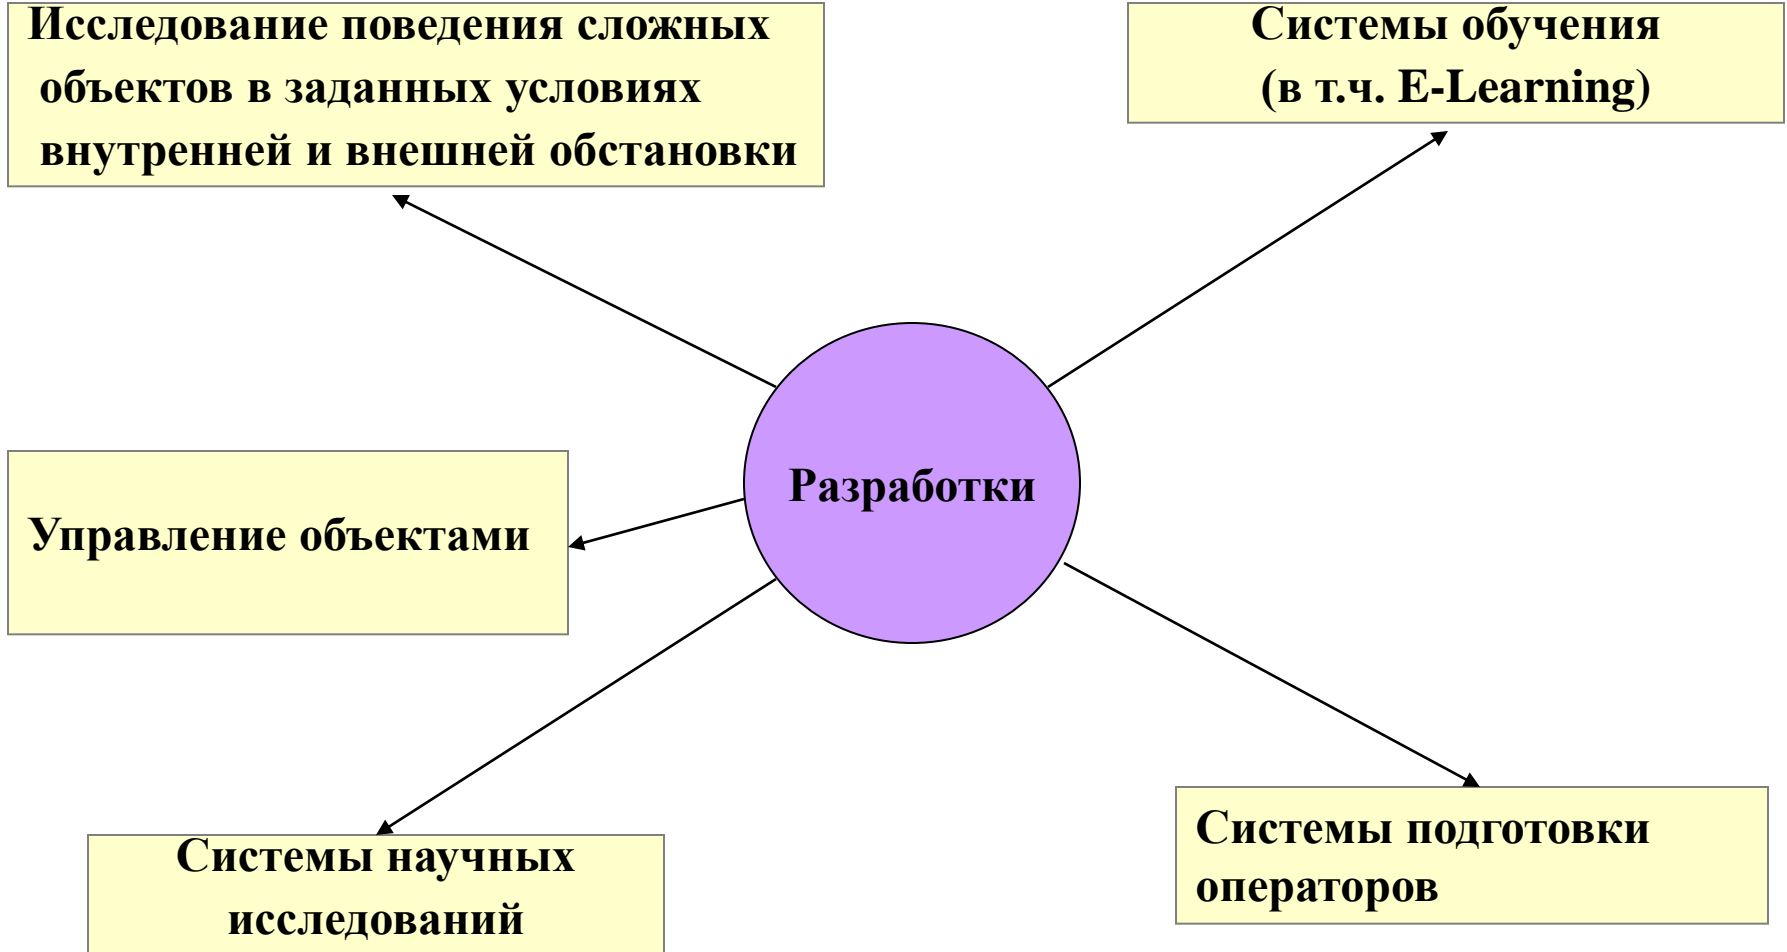 Исследование поведения сложных
объектов в заданных условиях
внутренней и внешней обстановки
Системы обучения
(в т.ч. E-Learning)
Разработки
Управление объектами
Системы научных
исследований
Системы подготовки
операторов